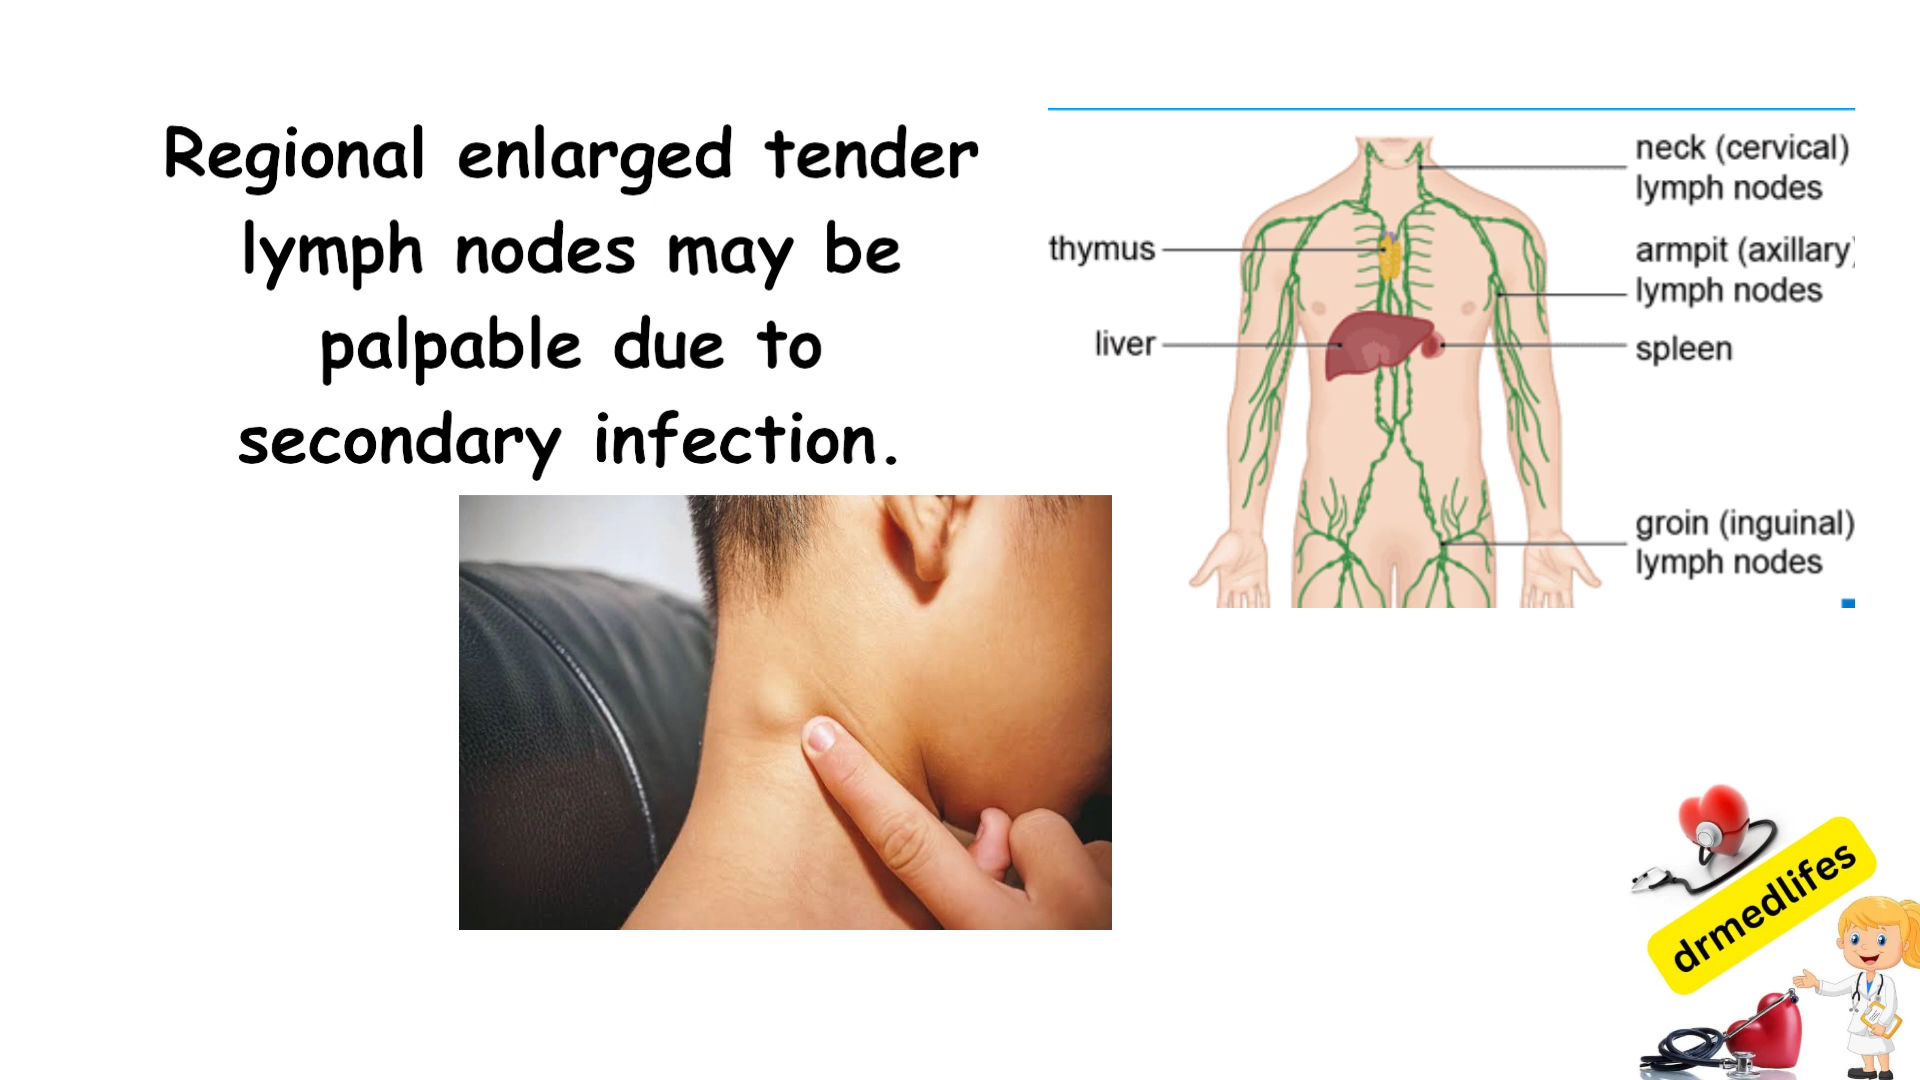 Regional enlarged tender
lymph nodes may be
palpable due to
secondary infection.
neck (cervical)
lymph nodes
thymus
armpit (axillary)
lymph nodes
liver
spleen
groin (inguinal)
lymph nodes
drmedlifes